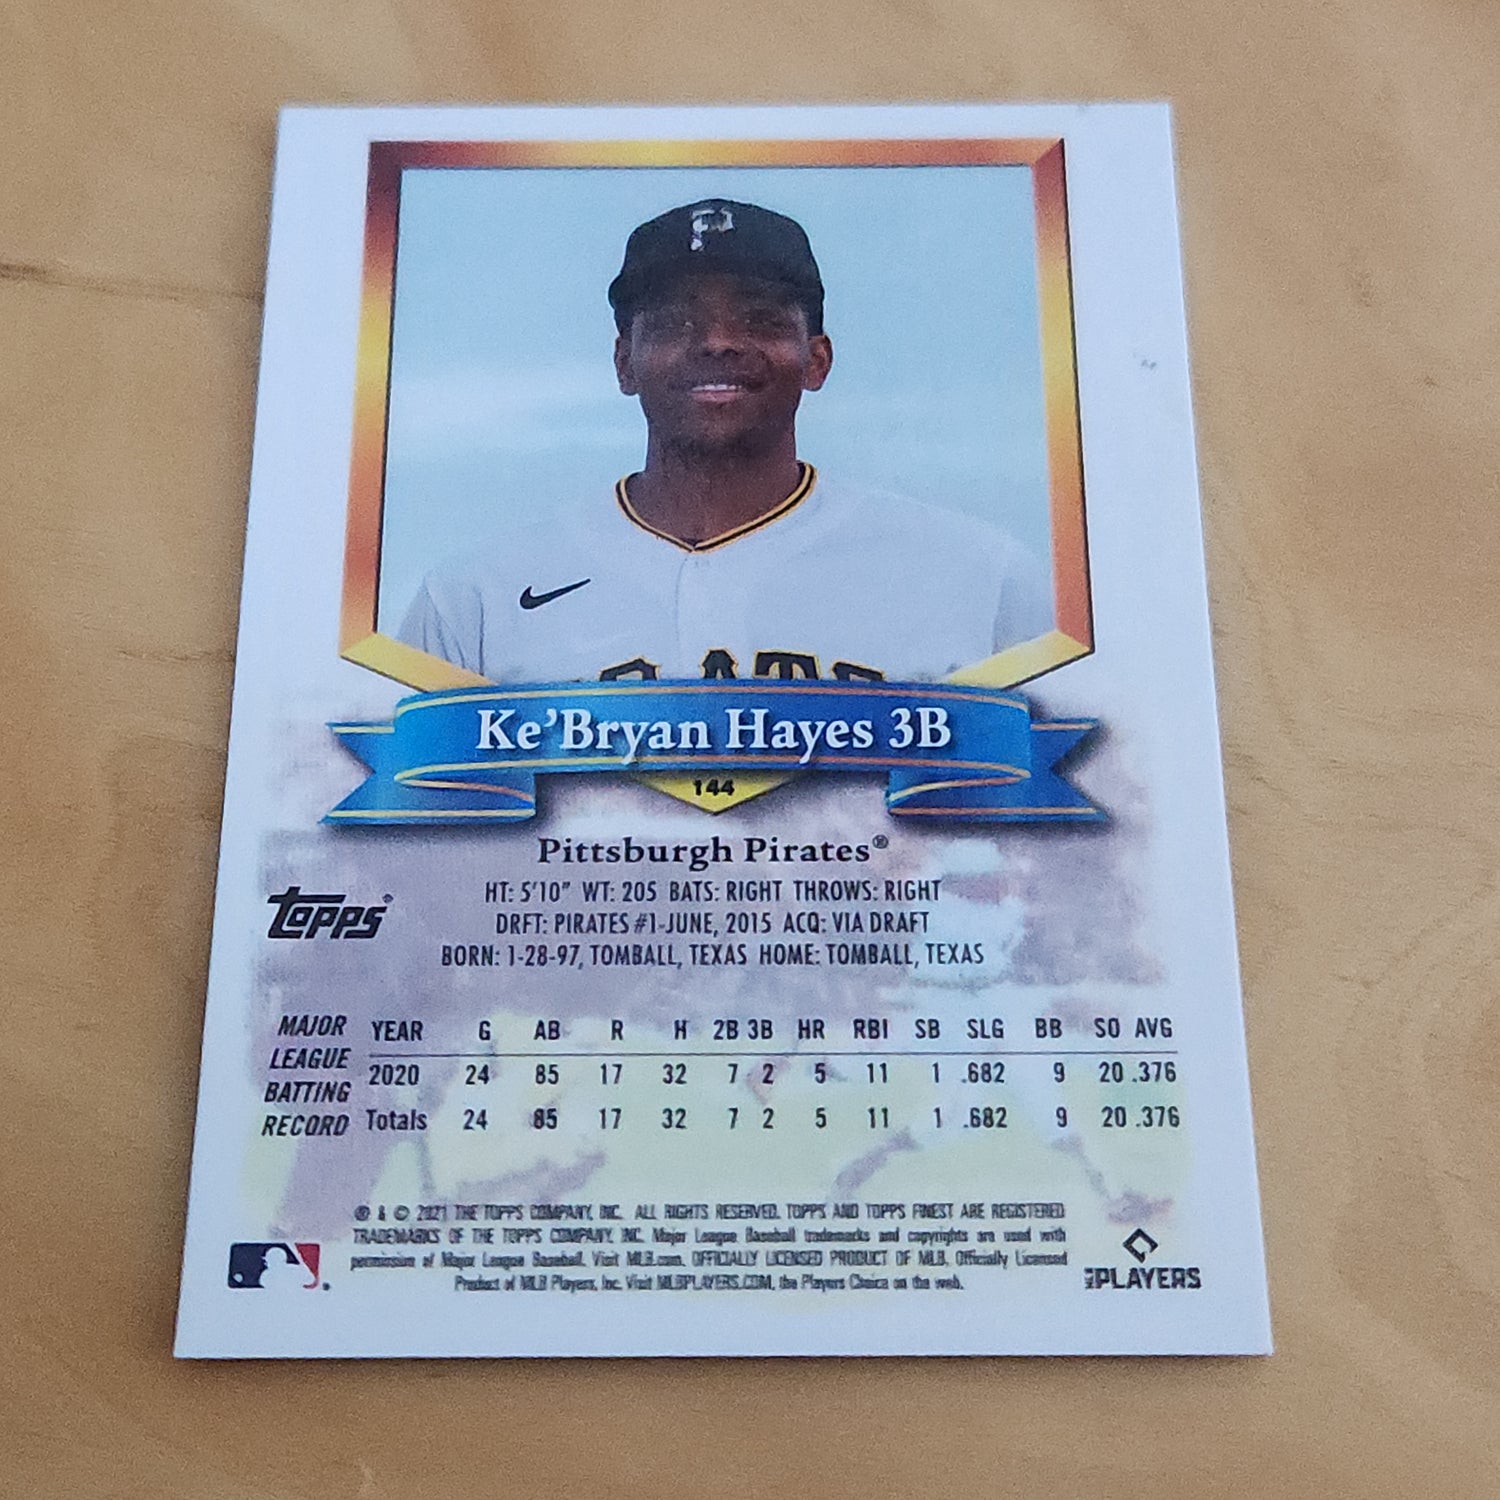 P
PIRATES
Ke'Bryan Hayes 3B
144
Pittsburgh Pirates®
HT: 5'10" WT: 205 BATS: RIGHT THROWS: RIGHT
DRFT: PIRATES #1-JUNE, 2015 ACQ: VIA DRAFT
BORN: 1-28-97, TOMBALL, TEXAS HOME: TOMBALL, TEXAS
Topps®
MAJOR LEAGUE BATTING RECORD
YEAR G AB R H 2B 3B HR RBI SB SLG BB SO AVG
2020 24 85 17 32 7 2 5 11 1 .682 9 20 .376
Totals 24 85 17 32 7 2 5 11 1 .682 9 20 .376
® & © 2021 THE TOPPS COMPANY, INC. ALL RIGHTS RESERVED. TOPPS AND TOPPS FINEST ARE REGISTERED
TRADEMARKS OF THE TOPPS COMPANY, INC. Major League Baseball trademarks and copyrights are used with
permission of Major League Baseball. Visit MLB.com. OFFICIALLY LICENSED PRODUCT OF MLB. Officially Licensed
Product of MLB Players, Inc. Visit MLBPLAYERS.COM, the Players Choice on the web.
MLB PLAYERS